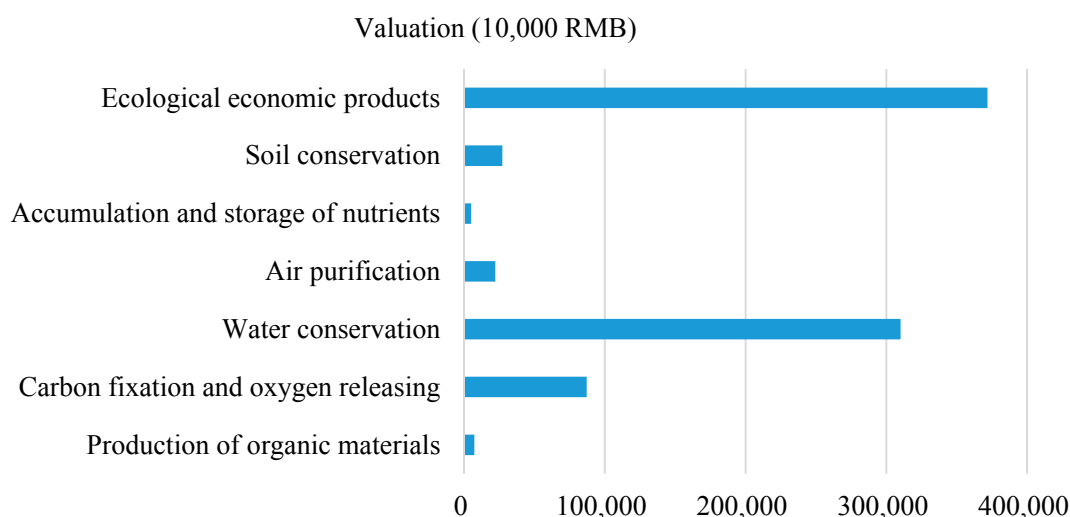 Valuation (10,000 RMB)
Ecological economic products
Soil conservation
Accumulation and storage of nutrients
Air purification
Water conservation
Carbon fixation and oxygen releasing
Production of organic materials
0 100,000 200,000 300,000 400,000